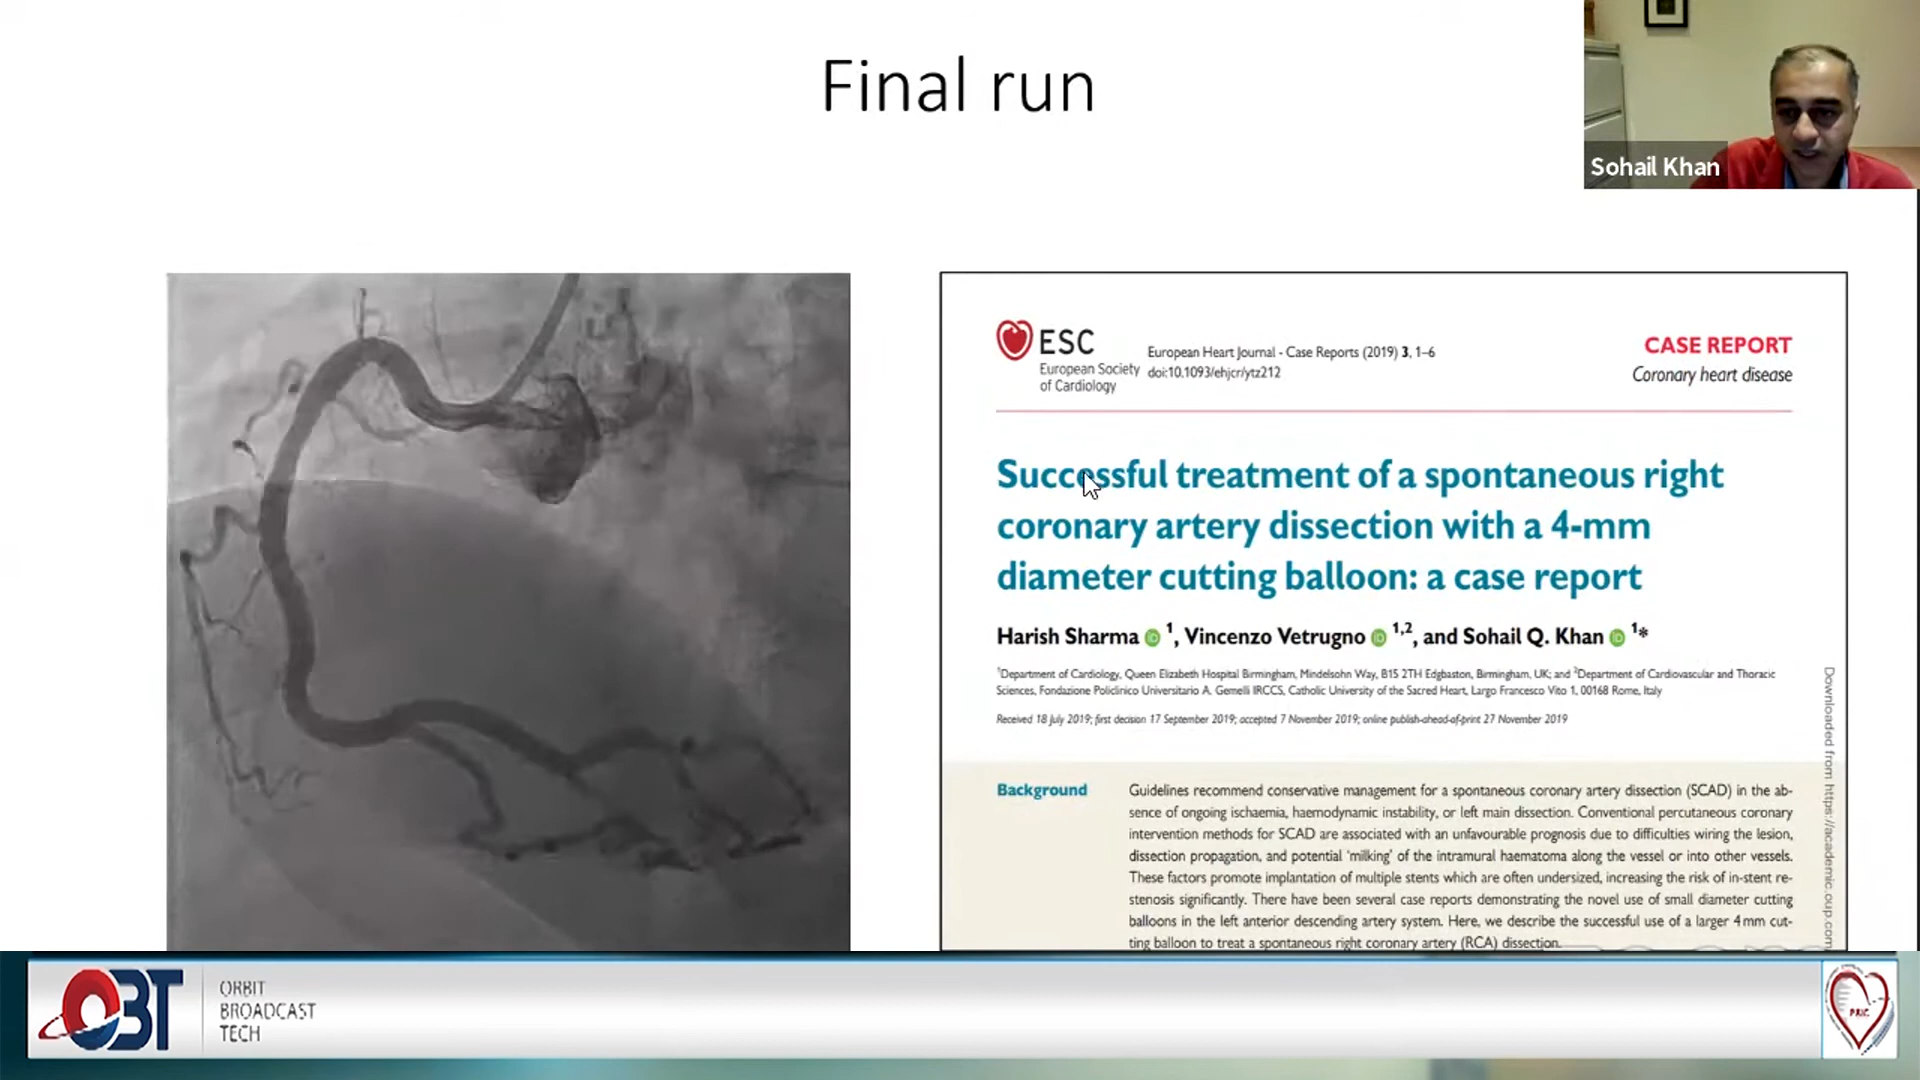 Final run
Sohail Khan
ESC
European Society
of Cardiology
European Heart Journal - Case Reports (2019) 3, 1–6
doi:10.1093/ehjcr/ytz212
CASE REPORT
Coronary heart disease
Successful treatment of a spontaneous right
coronary artery dissection with a 4-mm
diameter cutting balloon: a case report
Harish Sharma 1, Vincenzo Vetrugno 1,2, and Sohail Q. Khan 1*
1Department of Cardiology, Queen Elizabeth Hospital Birmingham, Mindelsohn Way, B15 2TH Edgbaston, Birmingham, UK; and 2Department of Cardiovascular and Thoracic
Sciences, Fondazione Policlinico Universitario A. Gemelli IRCCS, Catholic University of the Sacred Heart, Largo Francesco Vito 1, 00168 Rome, Italy
Received 18 July 2019; first decision 17 September 2019; accepted 7 November 2019; online publish-ahead-of-print 27 November 2019
Background
Guidelines recommend conservative management for a spontaneous coronary artery dissection (SCAD) in the ab-
sence of ongoing ischaemia, haemodynamic instability, or left main dissection. Conventional percutaneous coronary
intervention methods for SCAD are associated with an unfavourable prognosis due to difficulties wiring the lesion,
dissection propagation, and potential ‘milking’ of the intramural haematoma along the vessel or into other vessels.
These factors promote implantation of multiple stents which are often undersized, increasing the risk of in-stent re-
stenosis significantly. There have been several case reports demonstrating the novel use of small diameter cutting
balloons in the left anterior descending artery system. Here, we describe the successful use of a larger 4 mm cut-
ting balloon to treat a spontaneous right coronary artery (RCA) dissection.
Downloaded from https://academic.oup.com
OBT
ORBIT
BROADCAST
TECH
PRIC